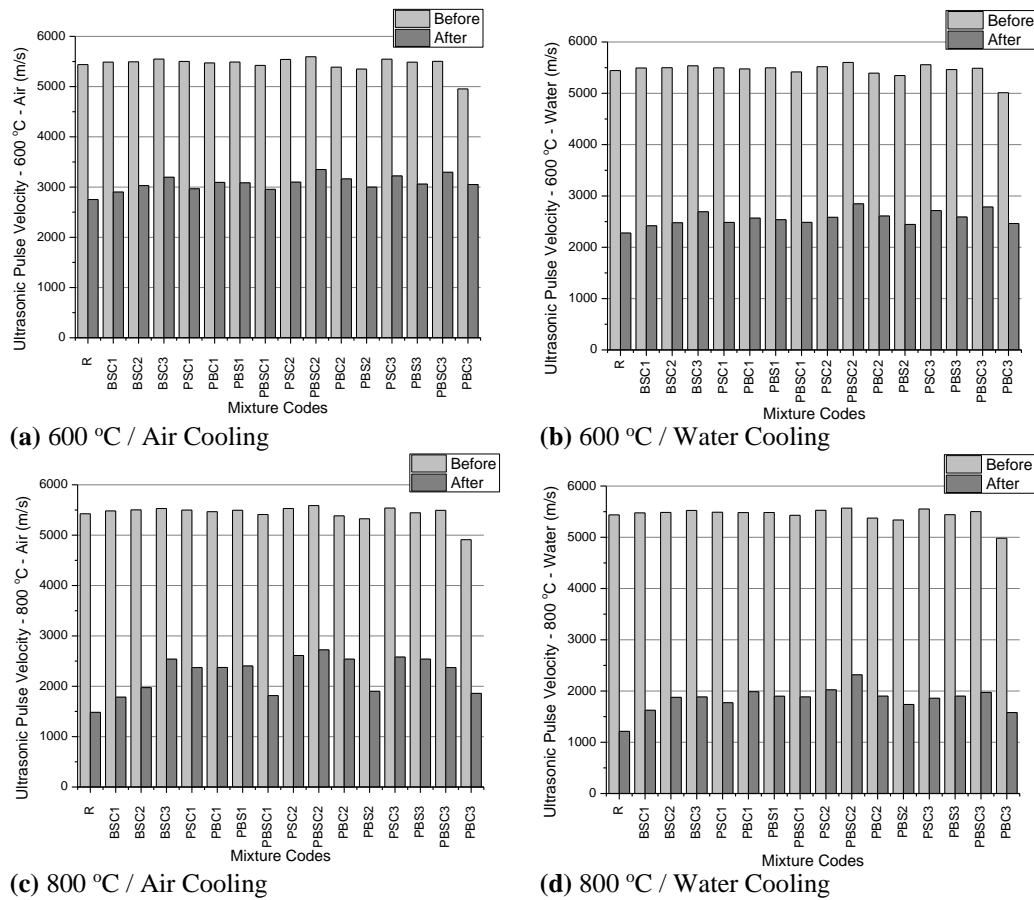 Before
After
Ultrasonic Pulse Velocity - 600 °C - Air (m/s)
6000
5000
4000
3000
2000
1000
0
R
BSC1
BSC2
BSC3
PSC1
PBC1
PBS1
PBSC1
PSC2
PBSC2
PBC2
PBS2
PSC3
PBS3
PBSC3
PBC3
Mixture Codes
(a) 600 °C / Air Cooling
Before
After
Ultrasonic Pulse Velocity - 600 °C - Water (m/s)
6000
5000
4000
3000
2000
1000
0
R
BSC1
BSC2
BSC3
PSC1
PBC1
PBS1
PBSC1
PSC2
PBSC2
PBC2
PBS2
PSC3
PBS3
PBSC3
PBC3
Mixture Codes
(b) 600 °C / Water Cooling
Before
After
Ultrasonic Pulse Velocity - 800 °C - Air (m/s)
6000
5000
4000
3000
2000
1000
0
R
BSC1
BSC2
BSC3
PSC1
PBC1
PBS1
PBSC1
PSC2
PBSC2
PBC2
PBS2
PSC3
PBS3
PBSC3
PBC3
Mixture Codes
(c) 800 °C / Air Cooling
Before
After
Ultrasonic Pulse Velocity - 800 °C - Water (m/s)
6000
5000
4000
3000
2000
1000
0
R
BSC1
BSC2
BSC3
PSC1
PBC1
PBS1
PBSC1
PSC2
PBSC2
PBC2
PBS2
PSC3
PBS3
PBSC3
PBC3
Mixture Codes
(d) 800 °C / Water Cooling